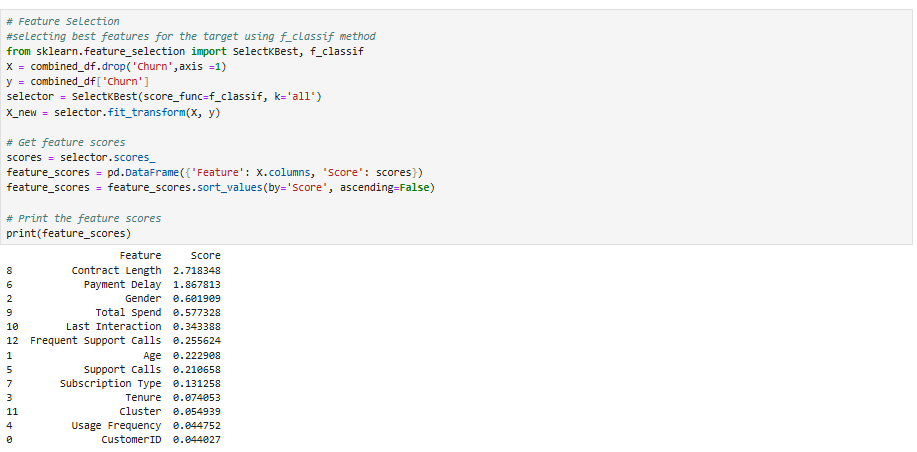 # Feature Selection
#selecting best features for the target using f_classif method
from sklearn.feature_selection import SelectKBest, f_classif
X = combined_df.drop('Churn',axis =1)
y = combined_df['Churn']
selector = SelectKBest(score_func=f_classif, k='all')
X_new = selector.fit_transform(X, y)
# Get feature scores
scores = selector.scores_
feature_scores = pd.DataFrame({'Feature': X.columns, 'Score': scores})
feature_scores = feature_scores.sort_values(by='Score', ascending=False)
# Print the feature scores
print(feature_scores)
Feature Score
8 Contract Length 2.718348
6 Payment Delay 1.867813
2 Gender 0.601909
9 Total Spend 0.577328
10 Last Interaction 0.343388
12 Frequent Support Calls 0.255624
1 Age 0.222908
5 Support Calls 0.210658
7 Subscription Type 0.131258
3 Tenure 0.074053
11 Cluster 0.054939
4 Usage Frequency 0.044752
0 CustomerID 0.044027